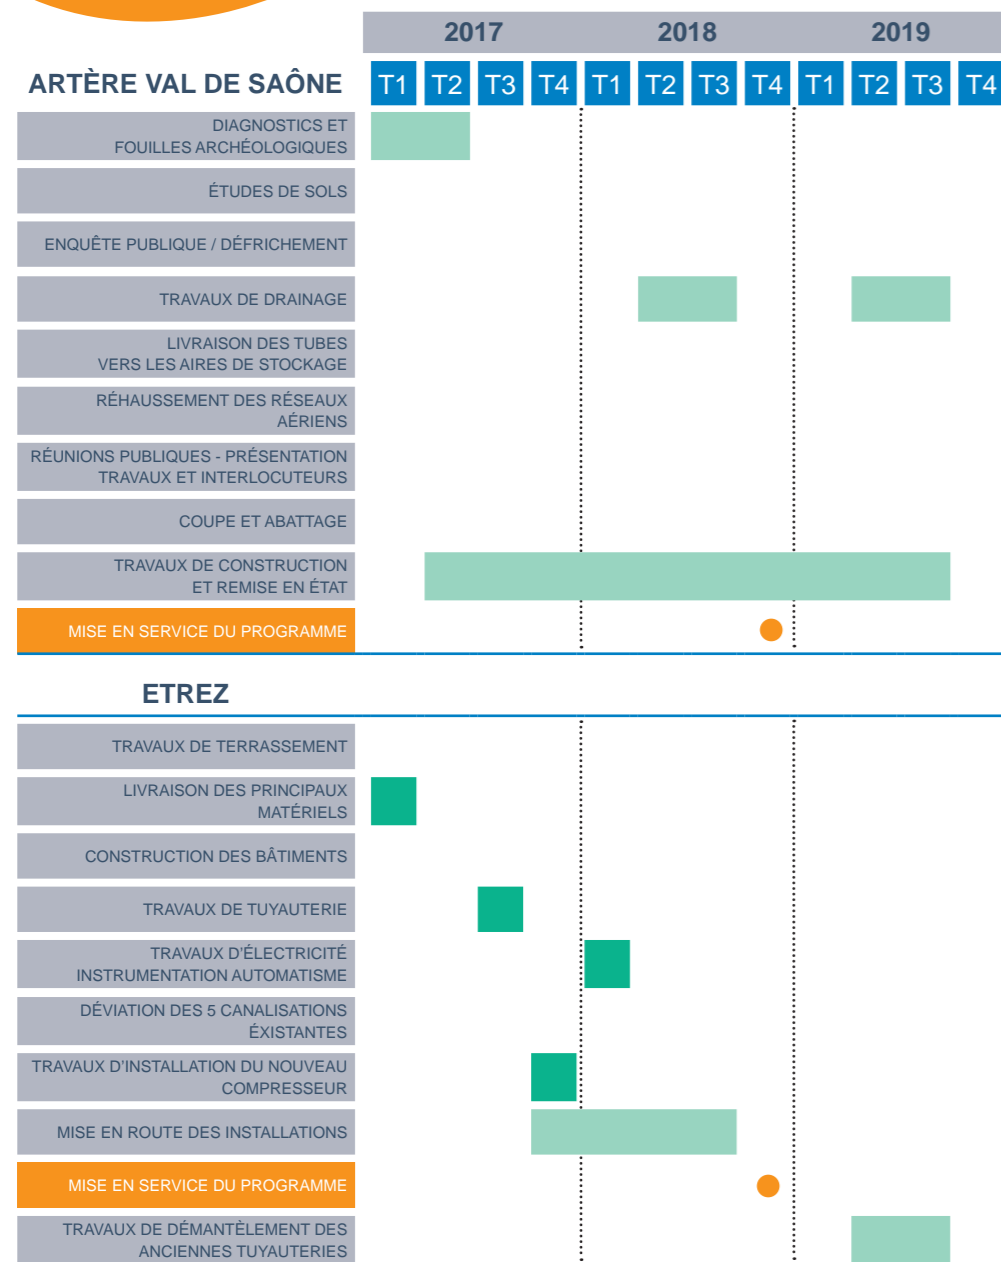 2017 2018 2019
ARTÈRE VAL DE SAÔNE T1 T2 T3 T4 T1 T2 T3 T4 T1 T2 T3 T4
DIAGNOSTICS ET
FOUILLES ARCHÉOLOGIQUES
ÉTUDES DE SOLS
ENQUÊTE PUBLIQUE / DÉFRICHEMENT
TRAVAUX DE DRAINAGE
LIVRAISON DES TUBES
VERS LES AIRES DE STOCKAGE
RÉHAUSSEMENT DES RÉSEAUX
AÉRIENS
RÉUNIONS PUBLIQUES - PRÉSENTATION
TRAVAUX ET INTERLOCUTEURS
COUPE ET ABATTAGE
TRAVAUX DE CONSTRUCTION
ET REMISE EN ÉTAT
MISE EN SERVICE DU PROGRAMME
ETREZ
TRAVAUX DE TERRASSEMENT
LIVRAISON DES PRINCIPAUX
MATÉRIELS
CONSTRUCTION DES BÂTIMENTS
TRAVAUX DE TUYAUTERIE
TRAVAUX D'ÉLECTRICITÉ
INSTRUMENTATION AUTOMATISME
DÉVIATION DES 5 CANALISATIONS
ÉXISTANTES
TRAVAUX D'INSTALLATION DU NOUVEAU
COMPRESSEUR
MISE EN ROUTE DES INSTALLATIONS
MISE EN SERVICE DU PROGRAMME
TRAVAUX DE DÉMANTÈLEMENT DES
ANCIENNES TUYAUTERIES